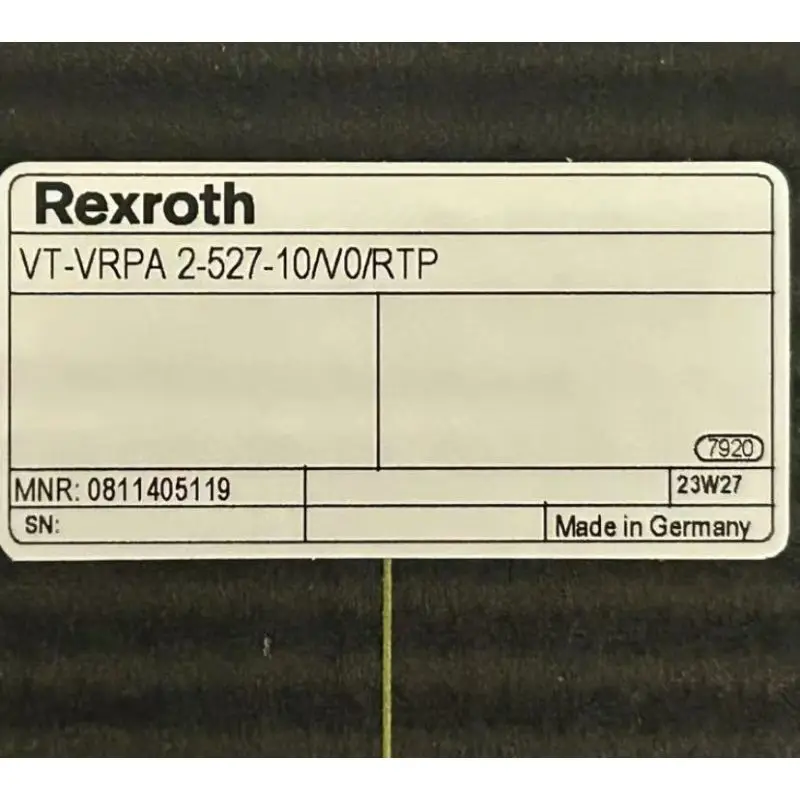 Rexroth
VT-VRPA 2-527-10/V0/RTP
7920
MNR: 0811405119
23W27
SN:
Made in Germany